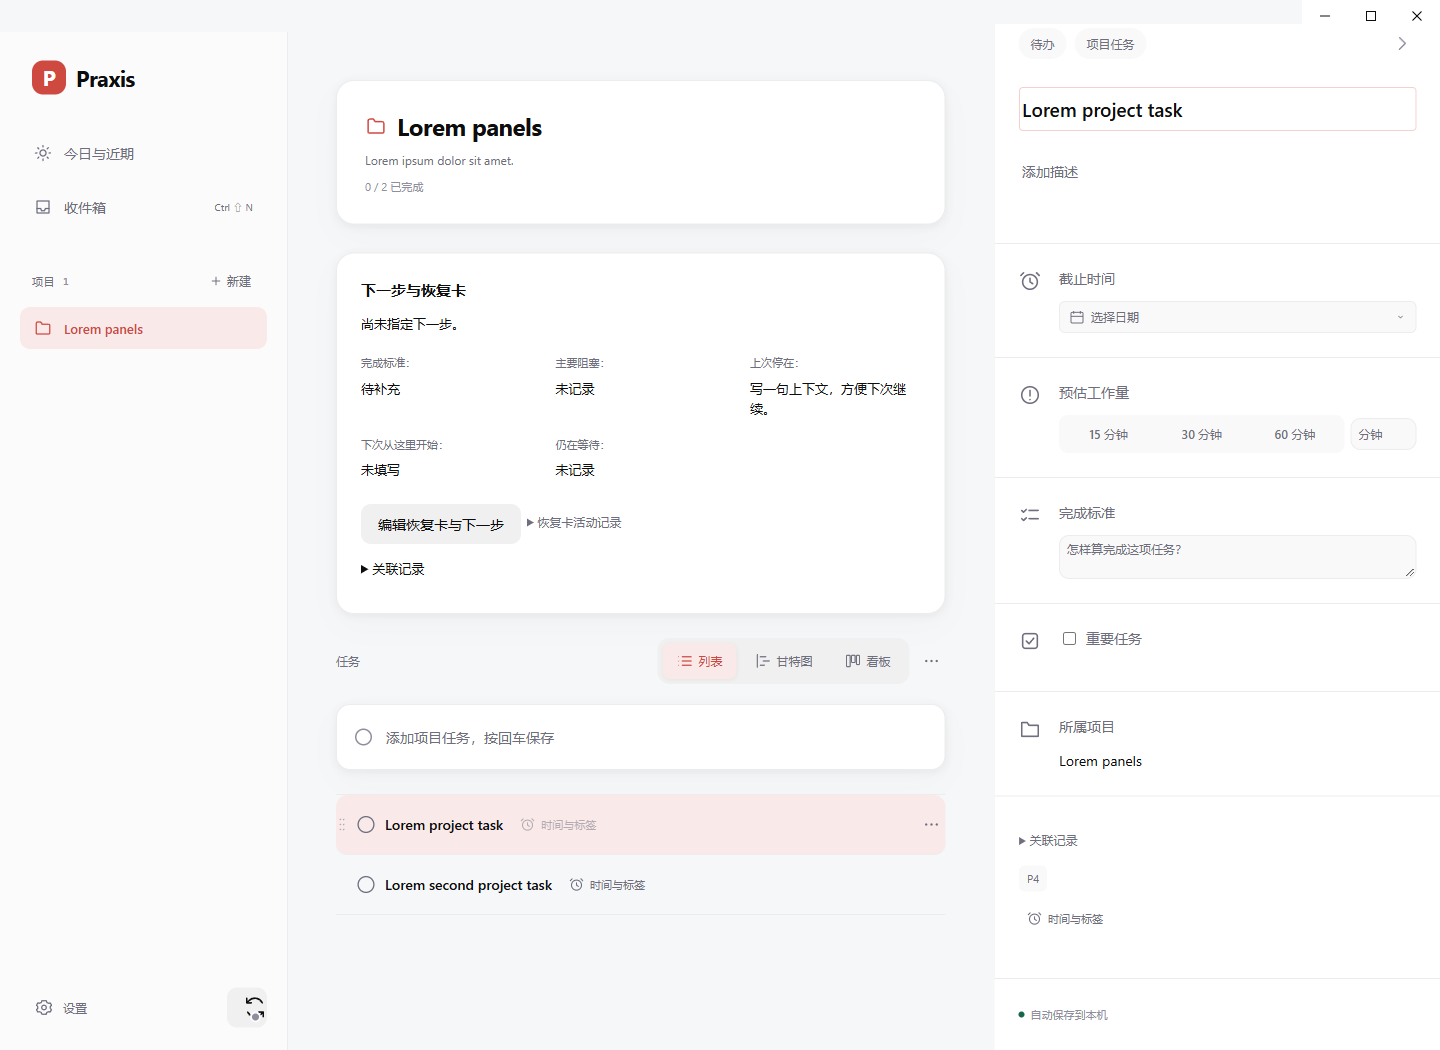 P Praxis
今日与近期
收件箱 Ctrl ⇧ N
项目 1 + 新建
Lorem panels
设置
Lorem panels
Lorem ipsum dolor sit amet.
0 / 2 已完成
下一步与恢复卡
尚未指定下一步。
完成标准:
待补充
主要阻塞:
未记录
上次停在:
写一句上下文，方便下次继
续。
下次从这里开始:
未填写
仍在等待:
未记录
编辑恢复卡与下一步
恢复卡活动记录
关联记录
任务
列表
甘特图
看板
添加项目任务，按回车保存
Lorem project task 时间与标签
Lorem second project task 时间与标签
待办 项目任务
Lorem project task
添加描述
截止时间
选择日期
预估工作量
15 分钟 30 分钟 60 分钟 分钟
完成标准
怎样算完成这项任务?
重要任务
所属项目
Lorem panels
关联记录
P4
时间与标签
自动保存到本机